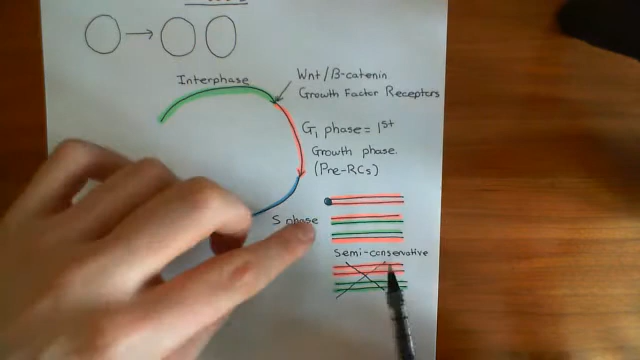 Interphase
Wnt/β-catenin
Growth Factor Receptors
G₁ phase = 1st
Growth phase.
(Pre-RCs)
S phase
Semi-conservative